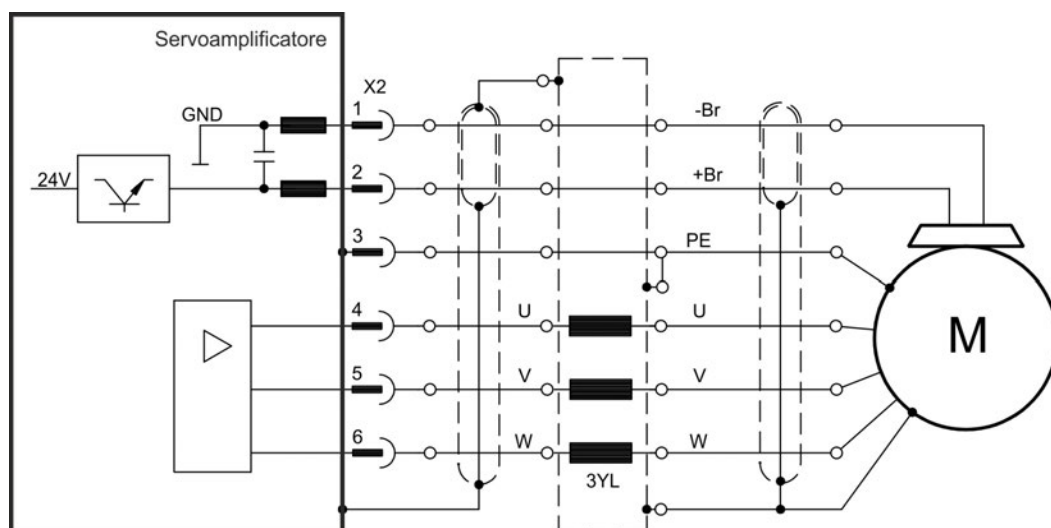 Servoamplificatore
X2
1
GND
-Br
24V
2
+Br
3
PE
4
U
U
M
5
V
V
6
W
W
3YL